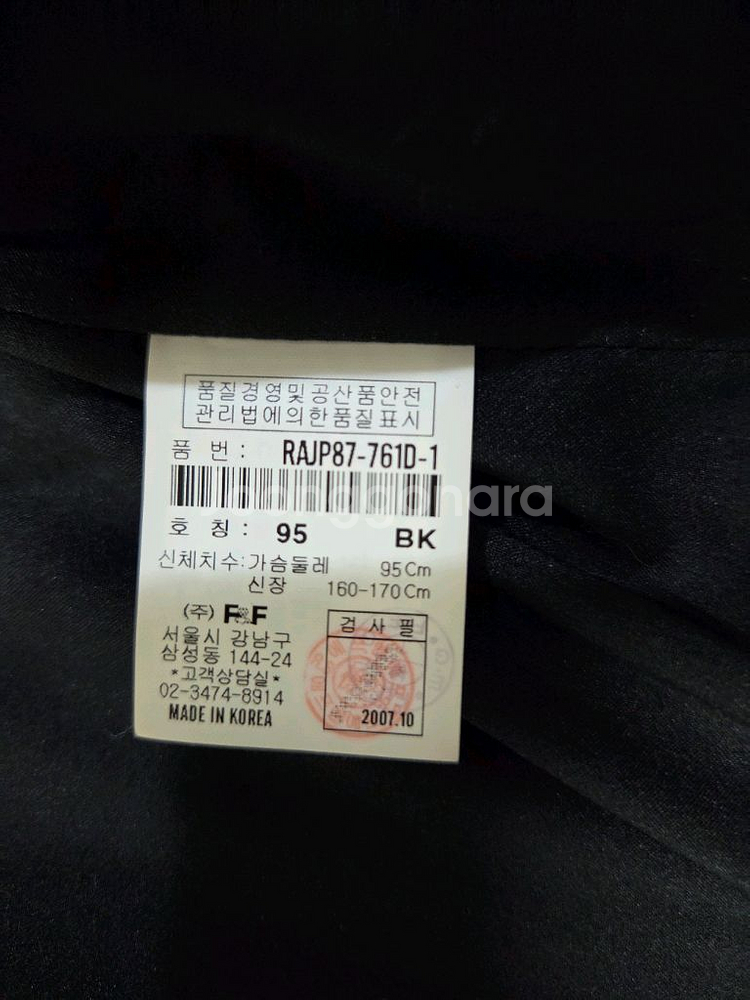 품질경영및공산품안전
관리법에의한품질표시
품 번 : RAJP87-761D-1
joonggonara
호 칭 : 95 BK
신체치수:가슴둘레 95Cm
신장 160-170Cm
(주) F&F
서울시 강남구
삼성동 144-24
*고객상담실*
02-3474-8914
MADE IN KOREA
검 사 필
2007.10